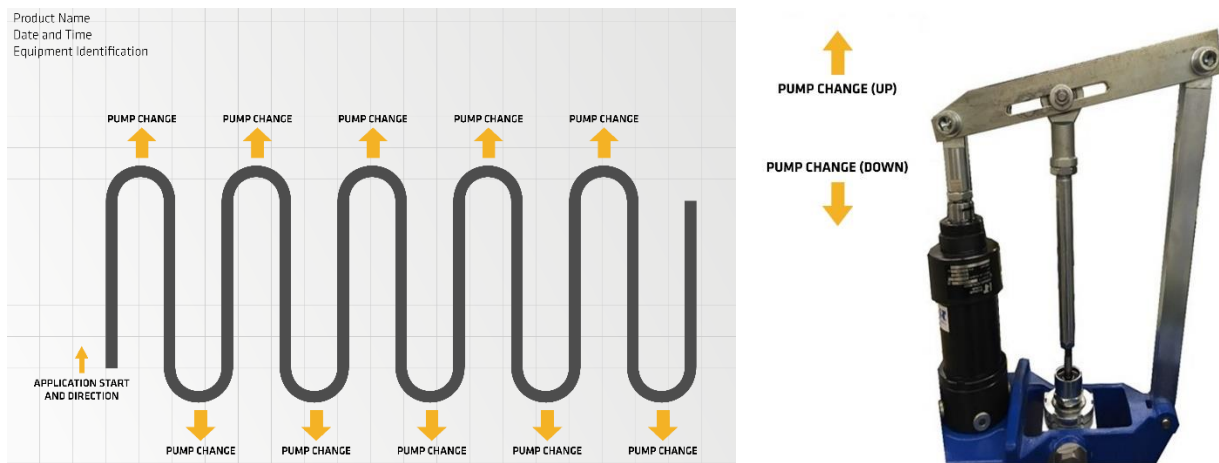 Product Name
Date and Time
Equipment Identification
PUMP CHANGE
PUMP CHANGE
PUMP CHANGE
PUMP CHANGE
PUMP CHANGE
APPLICATION START
AND DIRECTION
PUMP CHANGE
PUMP CHANGE
PUMP CHANGE
PUMP CHANGE
PUMP CHANGE
PUMP CHANGE (UP)
PUMP CHANGE (DOWN)